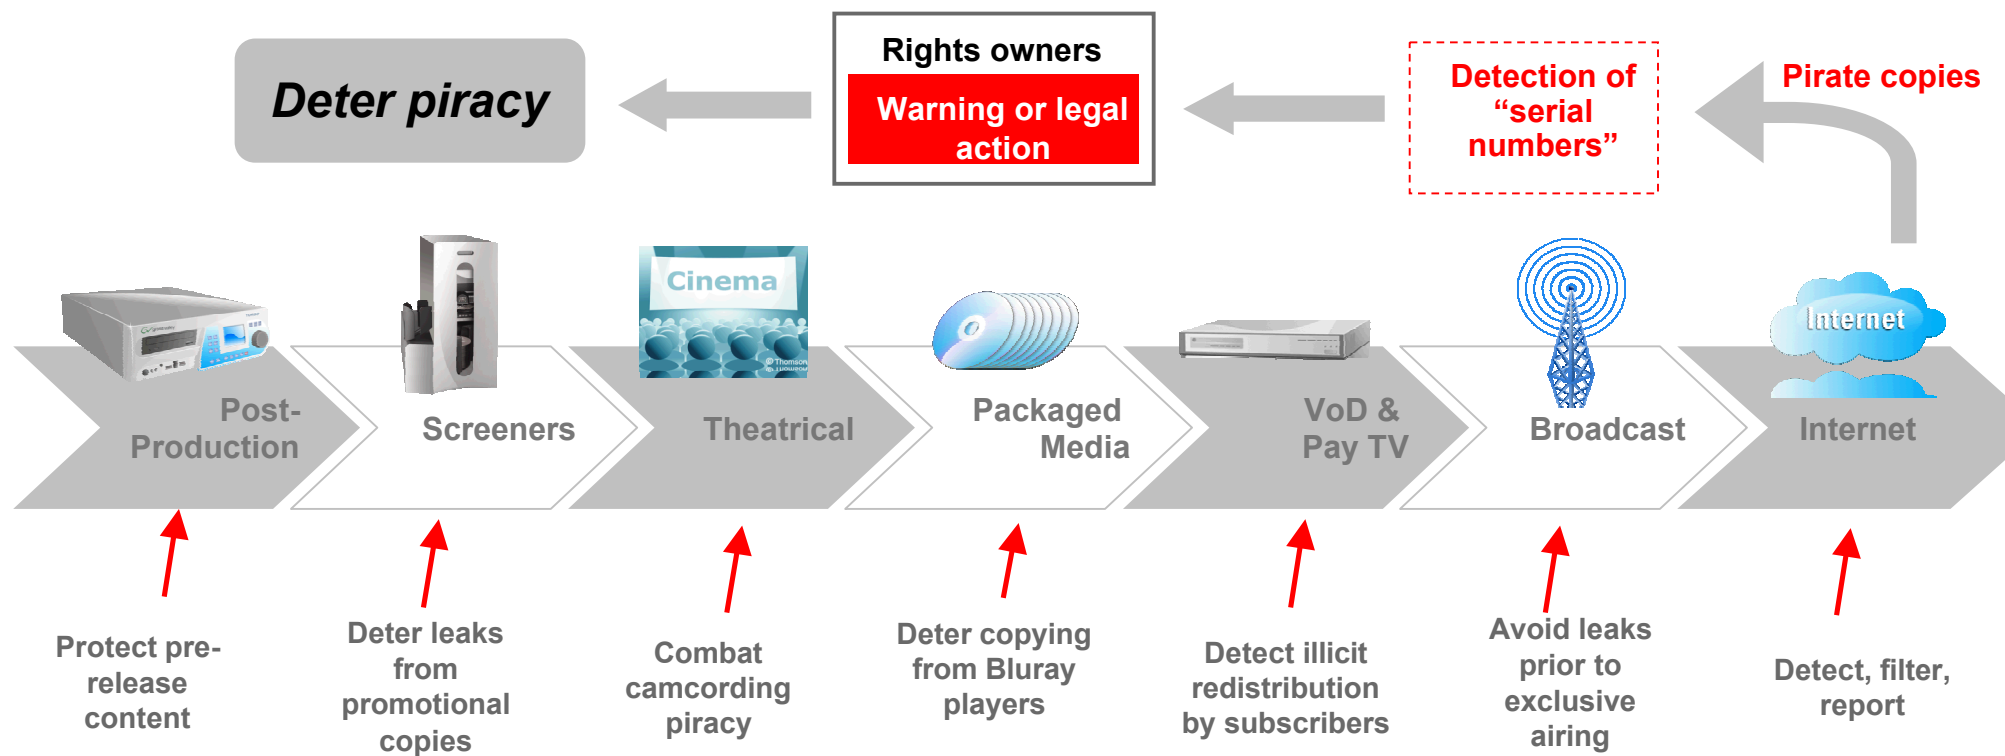 Deter piracy
Rights owners
Warning or legal
action
Detection of
“serial
numbers”
Pirate copies
Cinema
© Thomson
Internet
Post-
Production
Screeners
Theatrical
Packaged
Media
VoD &
Pay TV
Broadcast
Internet
Protect pre-
release
content
Deter leaks
from
promotional
copies
Combat
camcording
piracy
Deter copying
from Bluray
players
Detect illicit
redistribution
by subscribers
Avoid leaks
prior to
exclusive
airing
Detect, filter,
report